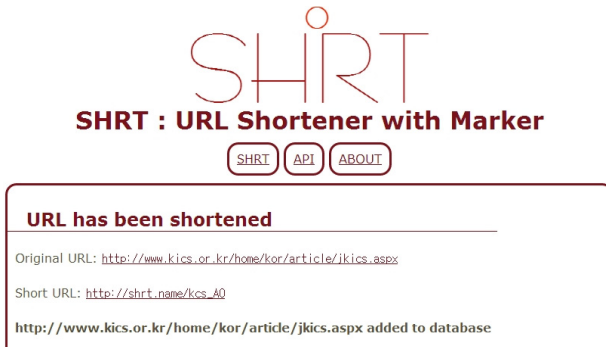 SHRT
SHRT : URL Shortener with Marker
SHRT API ABOUT
URL has been shortened
Original URL: http://www.kics.or.kr/home/kor/article/jkics.aspx
Short URL: http://shrt.name/kcs_AO
http://www.kics.or.kr/home/kor/article/jkics.aspx added to database